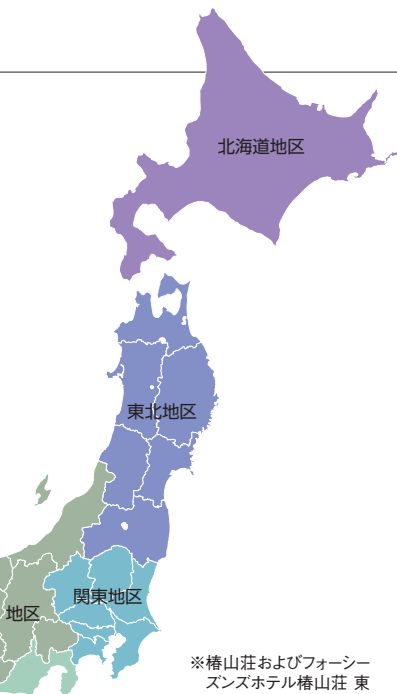 北海道地区
東北地区
関東地区
地区
※椿山荘およびフォーシー
ズンズホテル椿山荘 東